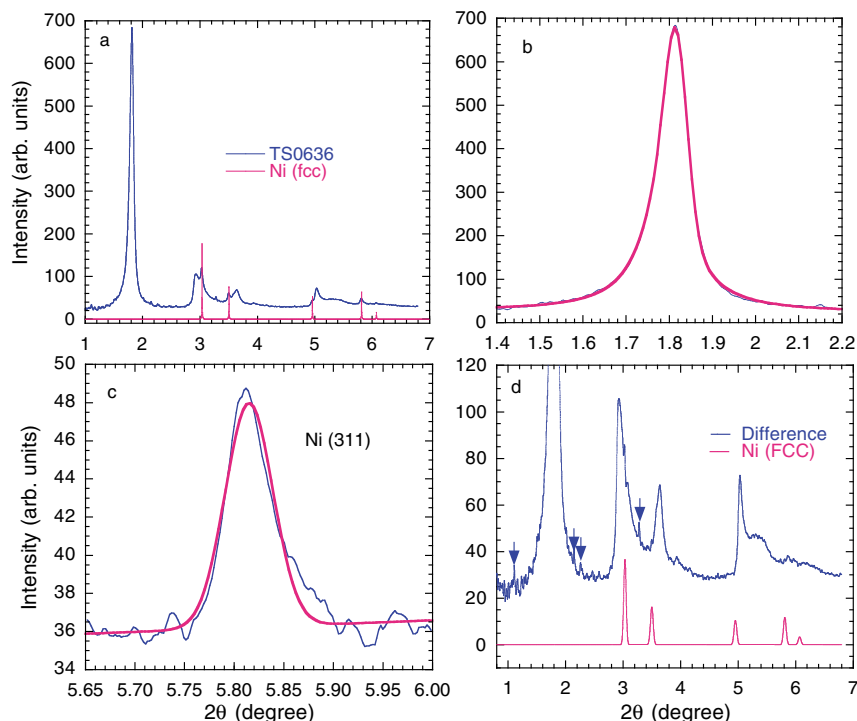 a
Intensity (arb. units)
700
600
500
400
300
200
100
0
TS0636
Ni (fcc)
1 2 3 4 5 6 7
b
700
600
500
400
300
200
100
0
1.4 1.5 1.6 1.7 1.8 1.9 2 2.1 2.2
c
Intensity (arb. units)
50
48
46
44
42
40
38
36
34
Ni (311)
5.65 5.70 5.75 5.80 5.85 5.90 5.95 6.00
2θ (degree)
d
120
100
80
60
40
20
0
Difference
Ni (FCC)
1 2 3 4 5 6 7
2θ (degree)